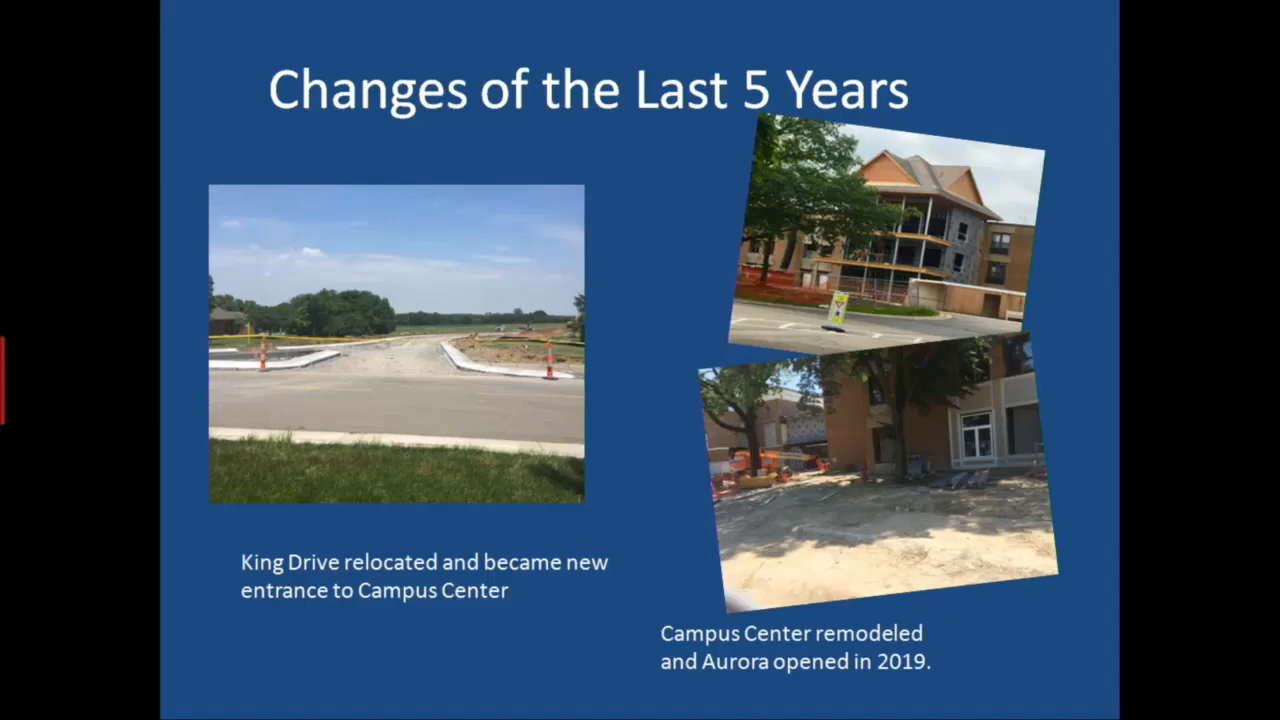 Changes of the Last 5 Years
King Drive relocated and became new
entrance to Campus Center
Campus Center remodeled
and Aurora opened in 2019.